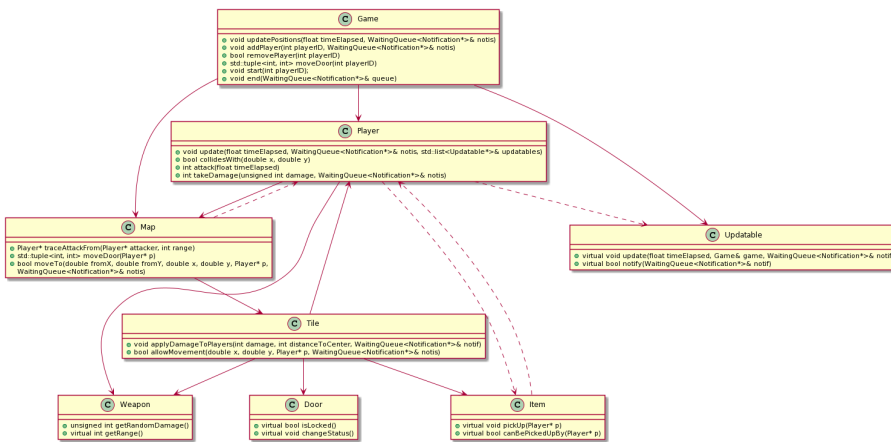 C Game
void updatePositions(float timeElapsed, WaitingQueue<Notification*>& notis)
void addPlayer(int playerID, WaitingQueue<Notification*>& notis)
bool removePlayer(int playerID)
std::tuple<int, int> moveDoor(int playerID)
void start(int playerID);
void end(WaitingQueue<Notification*>& queue)
C Player
void update(float timeElapsed, WaitingQueue<Notification*>& notis, std::list<Updatable*>& updatables)
bool collidesWith(double x, double y)
int attack(float timeElapsed)
int takeDamage(unsigned int damage, WaitingQueue<Notification*>& notis)
C Map
Player* traceAttackFrom(Player* attacker, int range)
std::tuple<int, int> moveDoor(Player* p)
bool moveTo(double fromX, double fromY, double x, double y, Player* p,
WaitingQueue<Notification*>& notis)
C Updatable
virtual void update(float timeElapsed, Game& game, WaitingQueue<Notification*>& notif
virtual bool notify(WaitingQueue<Notification*>& notif)
C Tile
void applyDamageToPlayers(int damage, int distanceToCenter, WaitingQueue<Notification*>& notif)
bool allowMovement(double x, double y, Player* p, WaitingQueue<Notification*>& notis)
C Weapon
unsigned int getRandomDamage()
virtual int getRange()
C Door
virtual bool isLocked()
virtual void changeStatus()
C Item
virtual void pickUp(Player* p)
virtual bool canBePickedUpBy(Player* p)